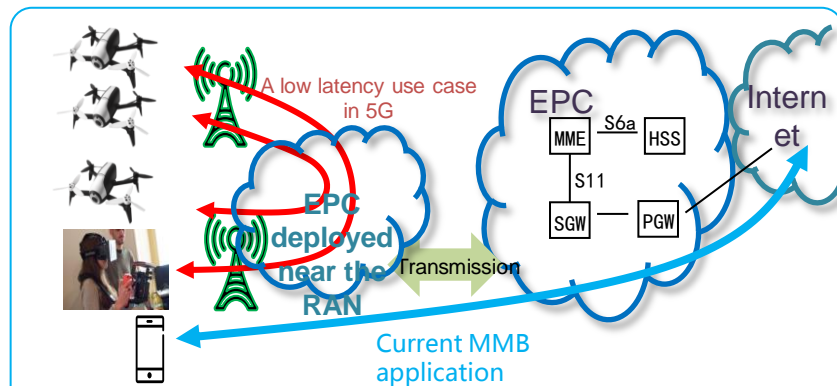 A low latency use case
in 5G
EPC
deployed
near the
RAN
Transmission
EPC
MME
S6a
HSS
S11
SGW
PGW
Intern
et
Current MMB
application